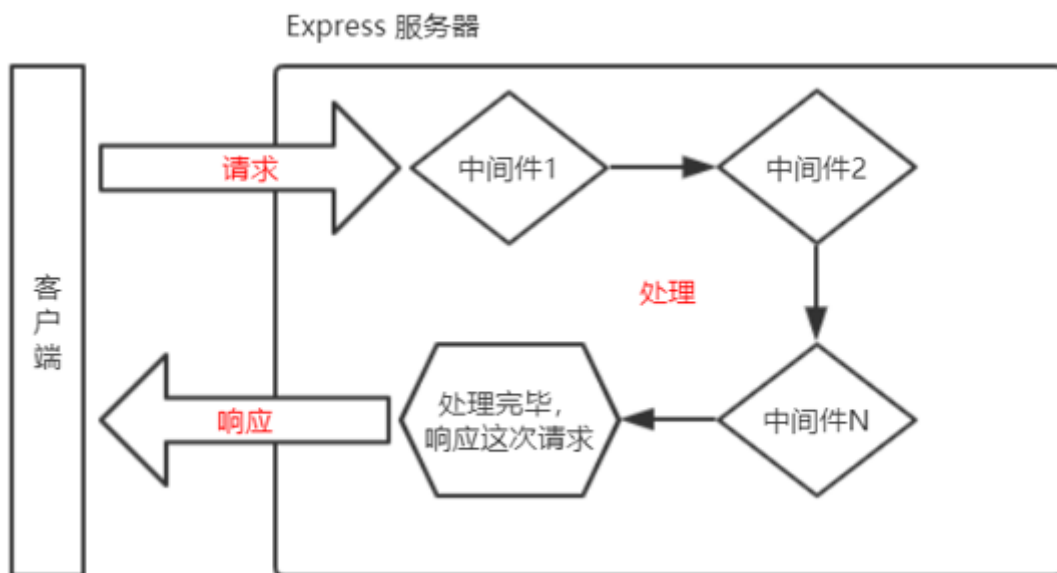 Express 服务器
请求
中间件1
中间件2
客户端
处理
响应
处理完毕，
响应这次请求
中间件N